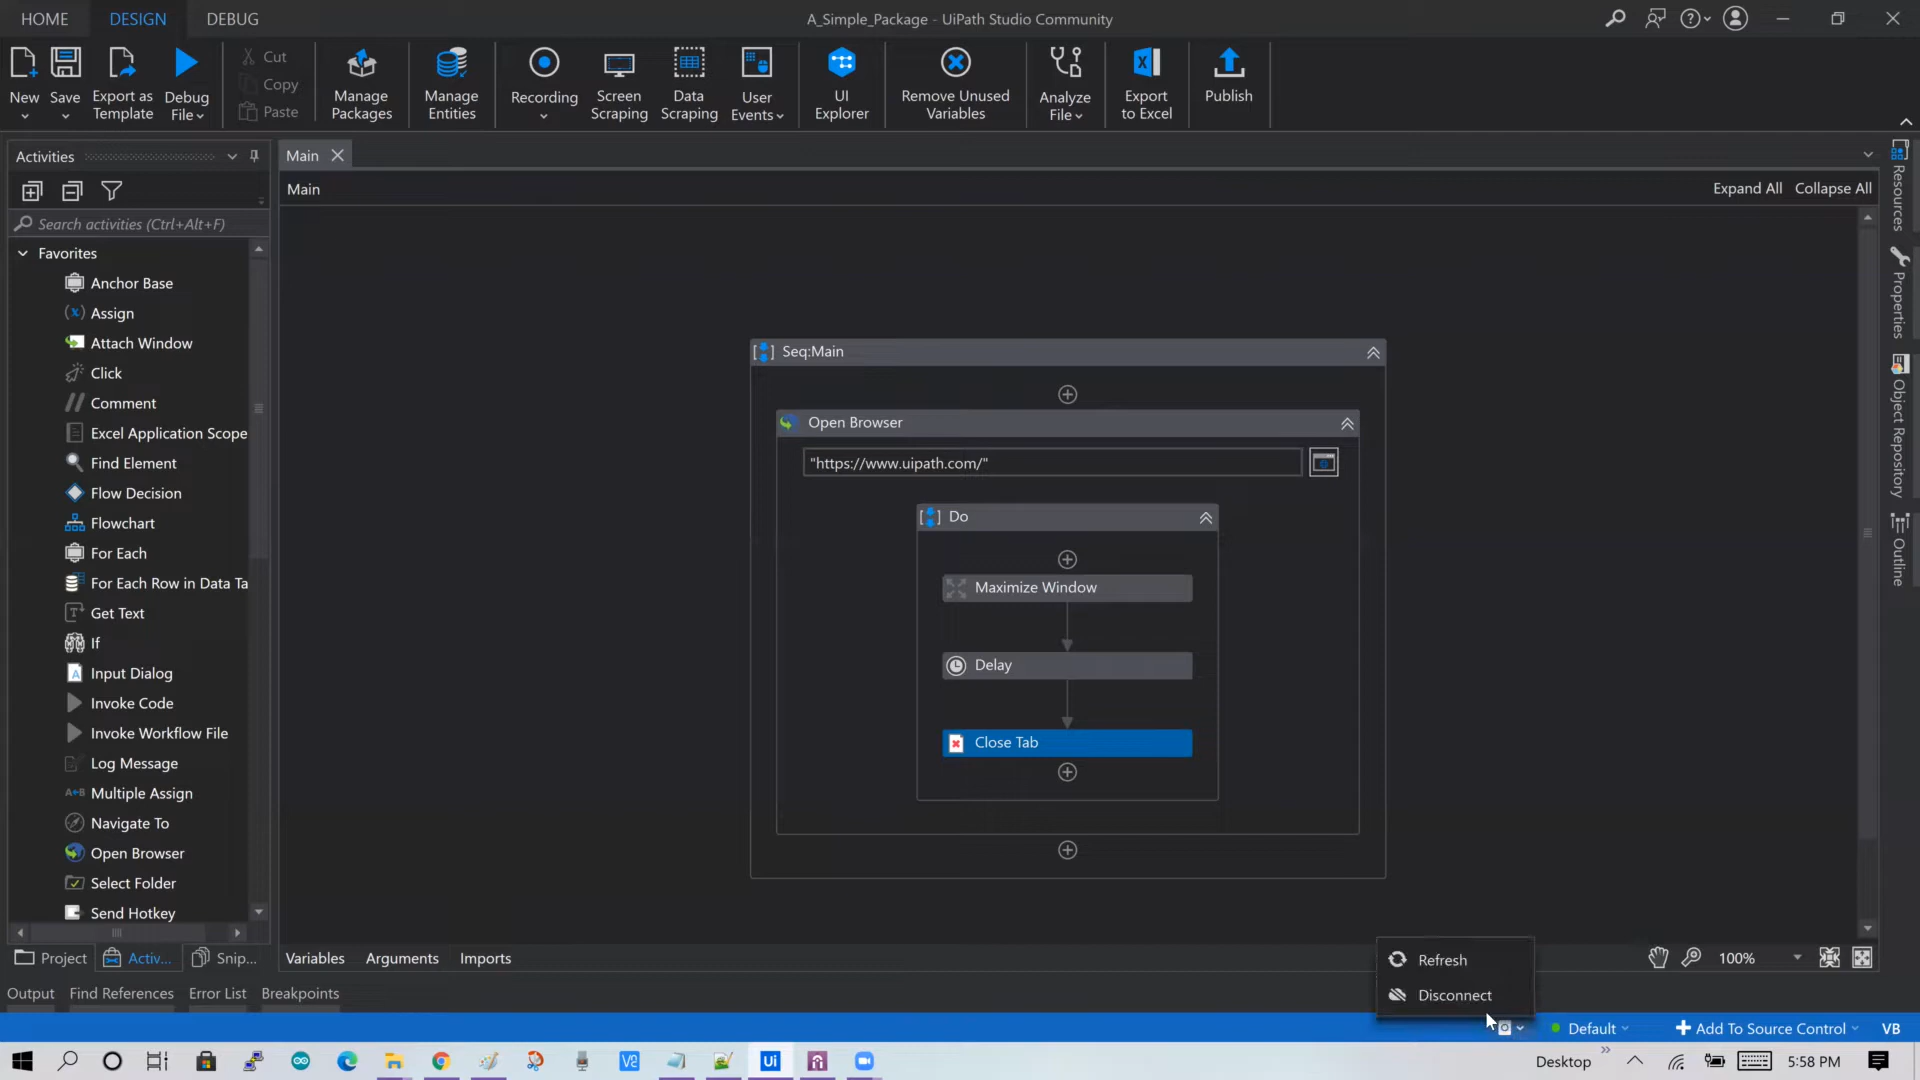 HOME
DESIGN
DEBUG
A_Simple_Package - UiPath Studio Community
New
Save
Export as
Template
Debug
File
Cut
Copy
Paste
Manage
Packages
Manage
Entities
Recording
Screen
Scraping
Data
Scraping
User
Events
UI
Explorer
Remove Unused
Variables
Analyze
File
Export
to Excel
Publish
Activities
Search activities (Ctrl+Alt+F)
Favorites
Anchor Base
Assign
Attach Window
Click
Comment
Excel Application Scope
Find Element
Flow Decision
Flowchart
For Each
For Each Row in Data Ta
Get Text
If
Input Dialog
Invoke Code
Invoke Workflow File
Log Message
Multiple Assign
Navigate To
Open Browser
Select Folder
Send Hotkey
Project
Activ...
Snip...
Main
Main
Expand All
Collapse All
Seq:Main
Open Browser
"https://www.uipath.com/"
Do
Maximize Window
Delay
Close Tab
Resources
Properties
Object Repository
Outline
Variables
Arguments
Imports
100%
Refresh
Disconnect
Output
Find References
Error List
Breakpoints
Default
Add To Source Control
VB
Ui
Desktop
5:58 PM